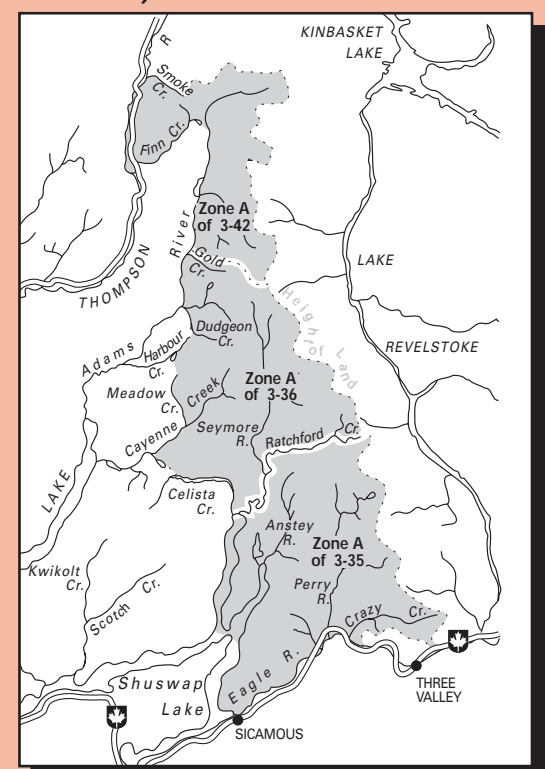 KINBASKET
LAKE
R
Smoke
Cr.
Finn Cr.
Zone A
of 3-42
River
Gold
Cr.
THOMPSON
LAKE
Height
of
Land
Dudgeon
Cr.
REVELSTOKE
Adams
Harbour
Cr.
Zone A
of 3-36
Meadow
Cr.
Cayenne Creek
Seymore
R.
Ratchford Cr.
LAKE
Celista
Cr.
Anstey
R.
Zone A
of 3-35
Kwikolt
Cr.
Perry
R.
Scotch Cr.
Crazy Cr.
Eagle R.
Shuswap
Lake
THREE
VALLEY
SICAMOUS